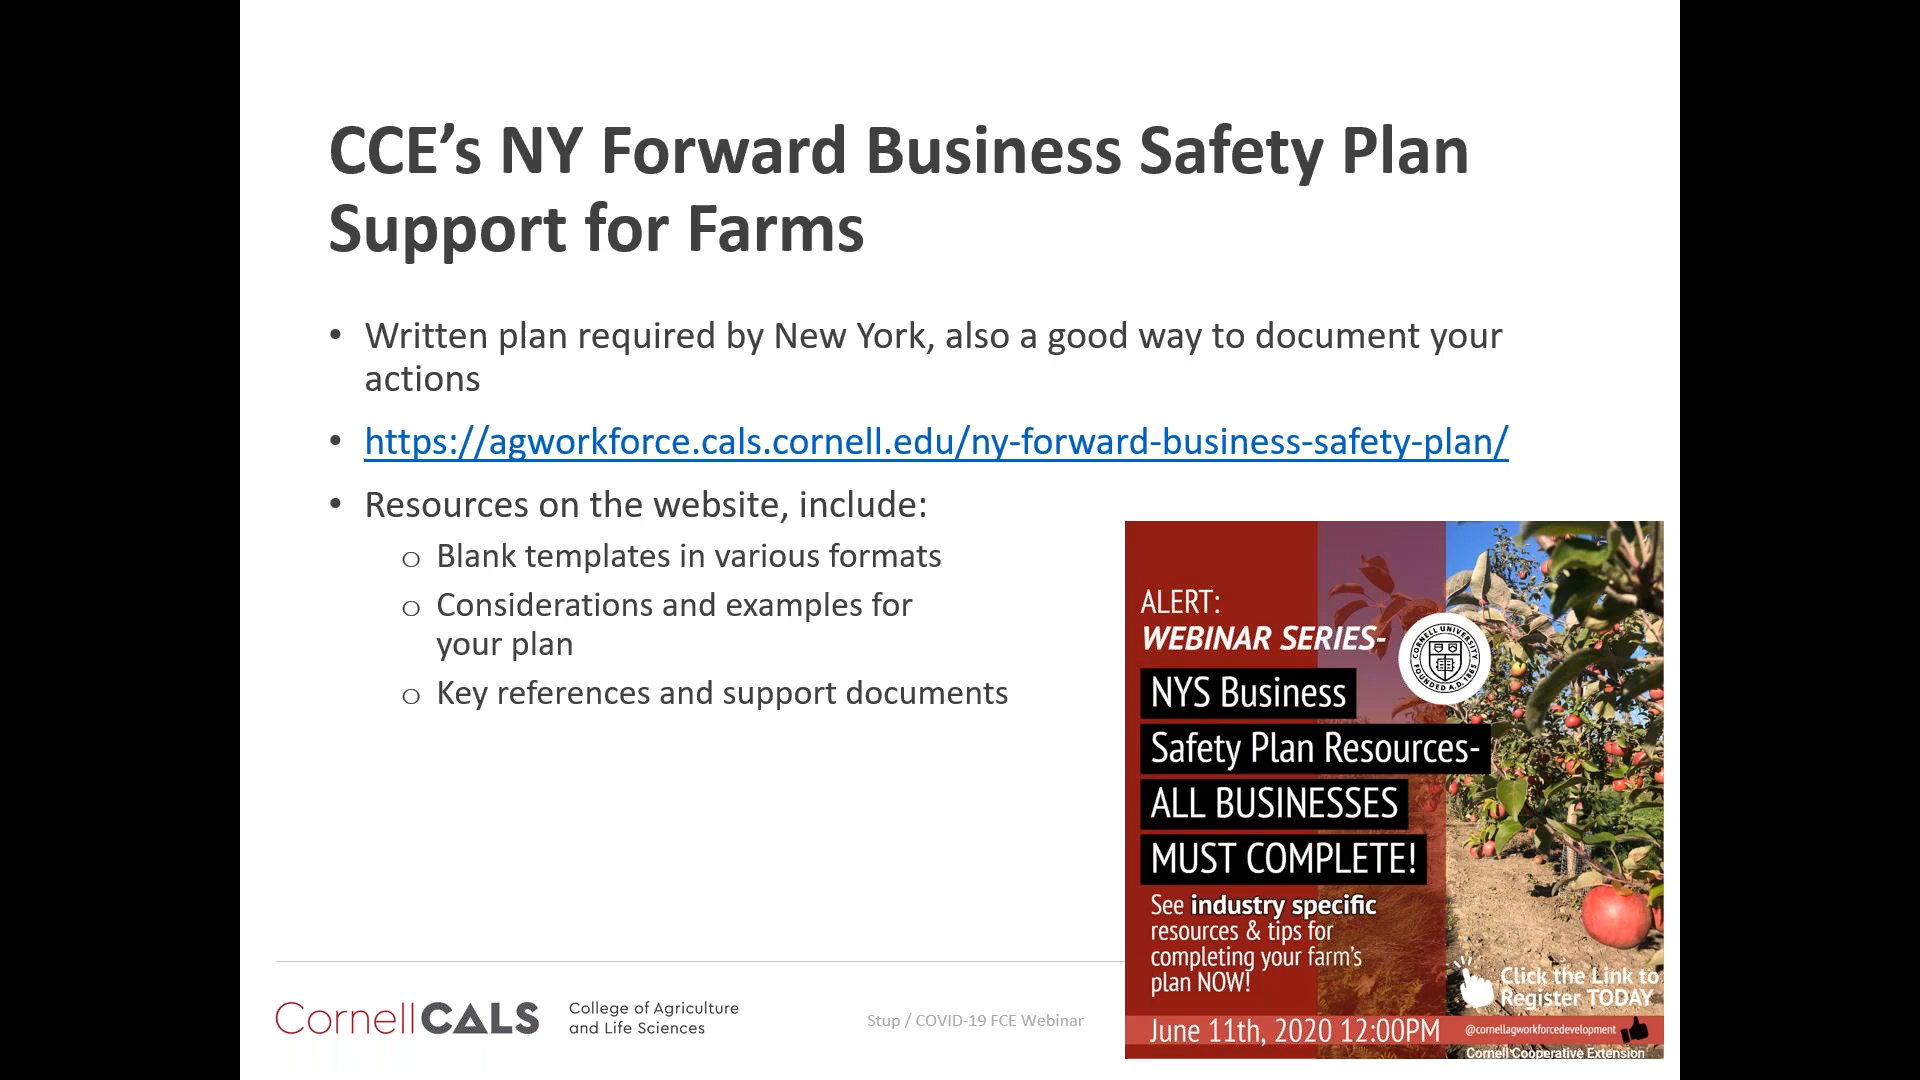 CCE’s NY Forward Business Safety Plan
Support for Farms
• Written plan required by New York, also a good way to document your
actions
• https://agworkforce.cals.cornell.edu/ny-forward-business-safety-plan/
• Resources on the website, include:
o Blank templates in various formats
o Considerations and examples for
your plan
o Key references and support documents
ALERT:
WEBINAR SERIES-
CORNELL UNIVERSITY
FOUNDED A.D. 1865
NYS Business
Safety Plan Resources-
ALL BUSINESSES
MUST COMPLETE!
See industry specific
resources & tips for
completing your farm’s
plan NOW!
Click the Link to
Register TODAY
June 11th, 2020 12:00PM
@cornellagworkforcedevelopment
Cornell Cooperative Extension
CornellCALS
College of Agriculture
and Life Sciences
Stup / COVID-19 FCE Webinar